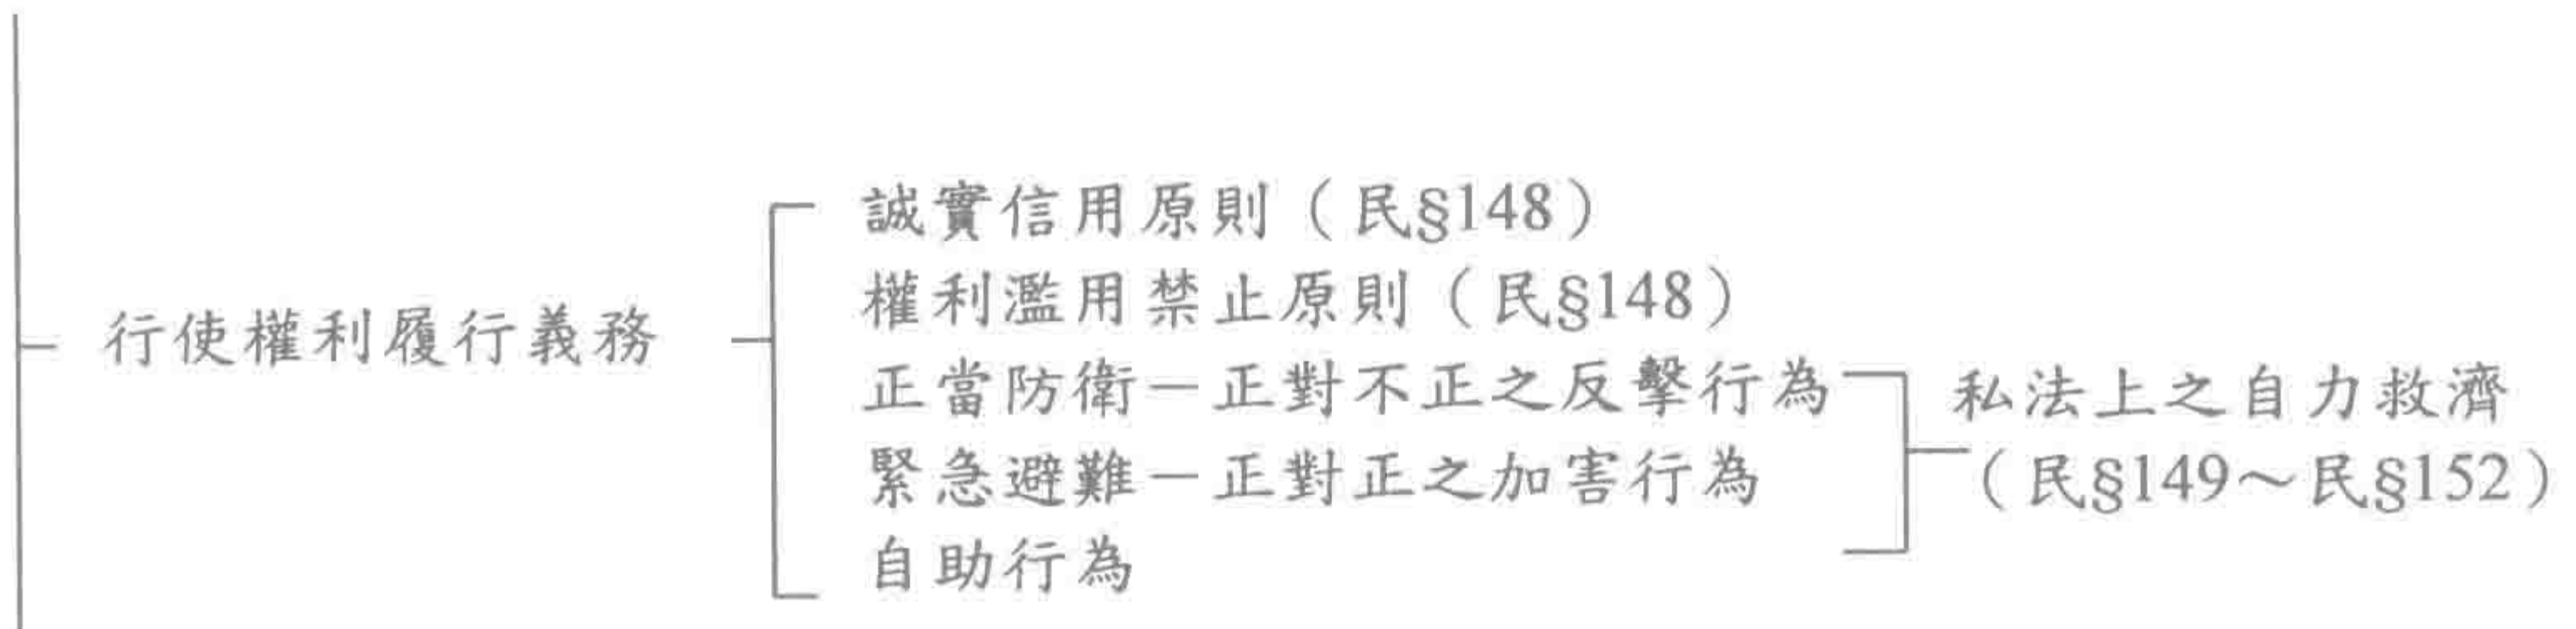 行使權利履行義務
誠實信用原則（民§148）
權利濫用禁止原則（民§148）
正當防衛－正對不正之反擊行為
緊急避難－正對正之加害行為
自助行為
私法上之自力救濟
（民§149～民§152）